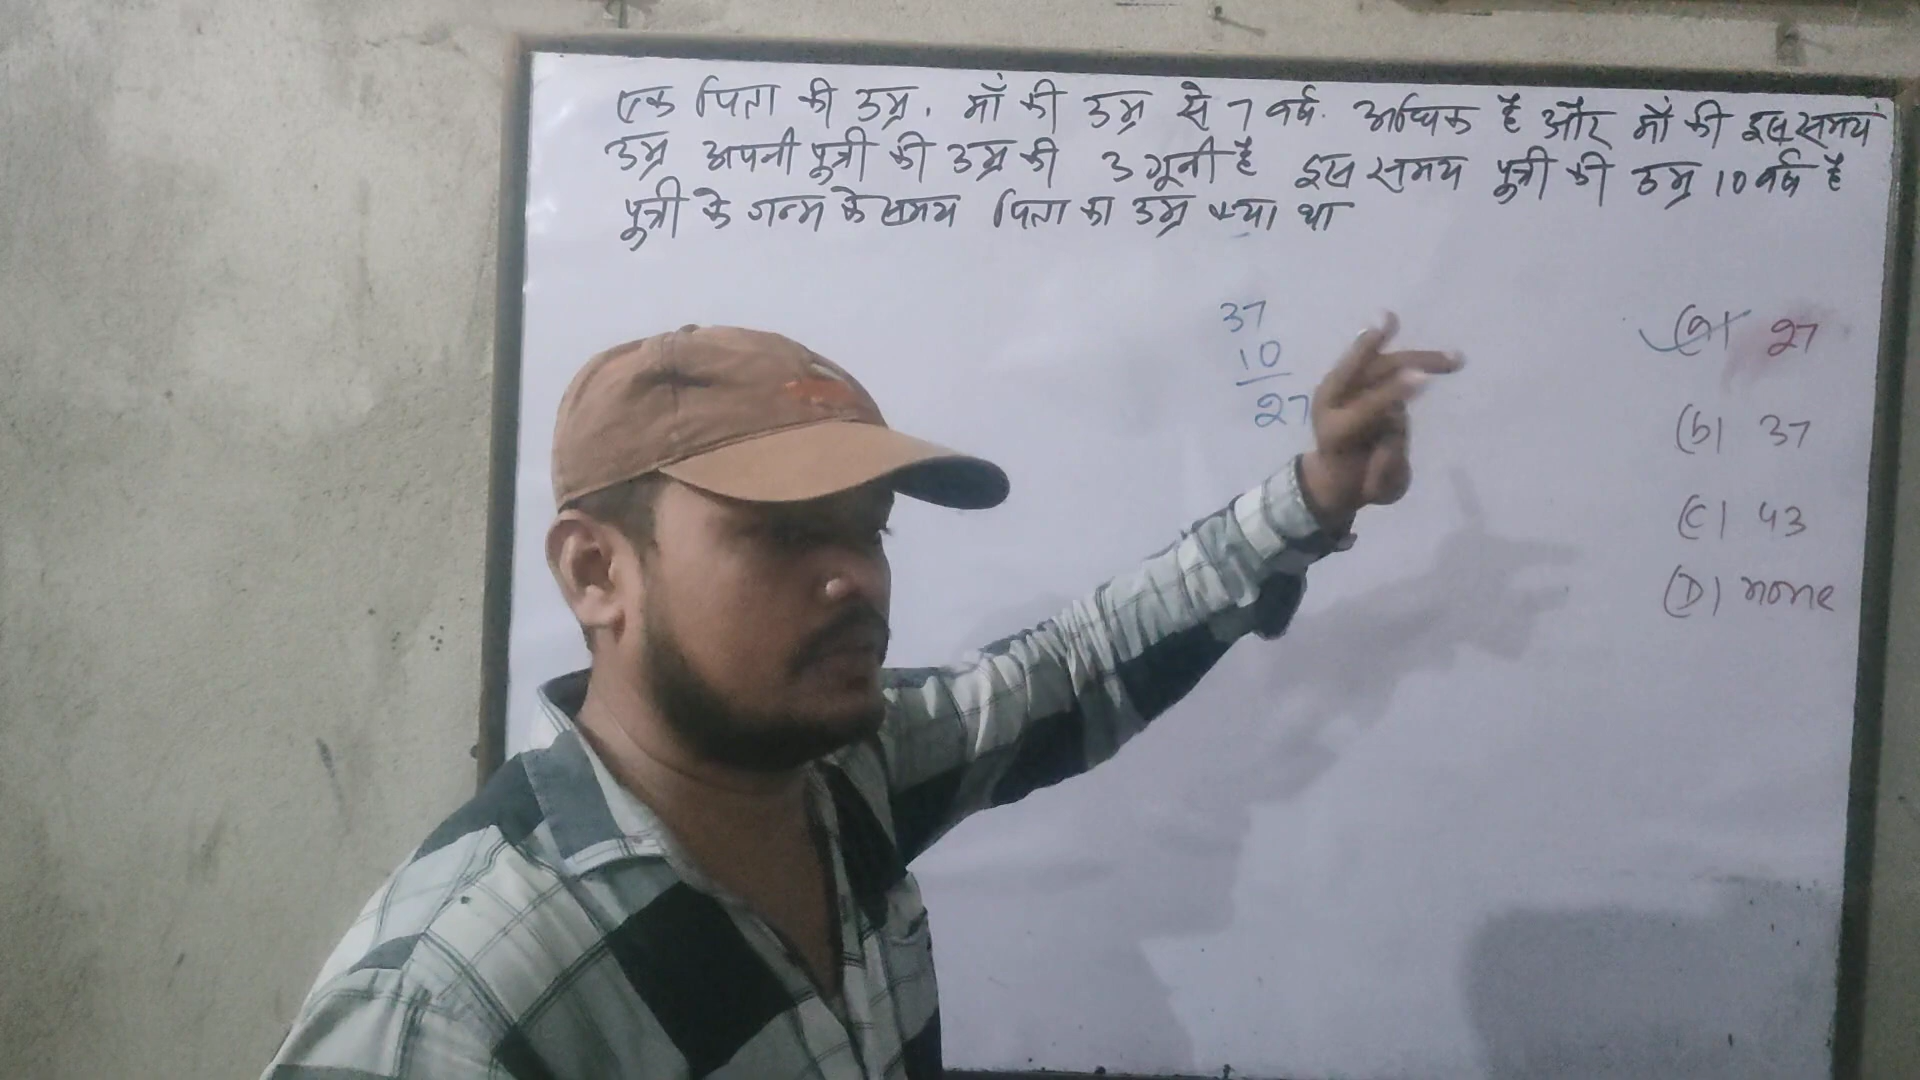 एक पिता की उम्र, माँ की उम्र से 7 वर्ष. अधिक है और माँ की इस समय
उम्र अपनी पुत्री की उम्र की 3 गूनी है इस समय पुत्री की उम्र 10 वर्ष है
पुत्री के जन्म के समय पिता का उम्र क्या था
37
10
27
(a) 27
(b) 37
(c) 43
(D) none